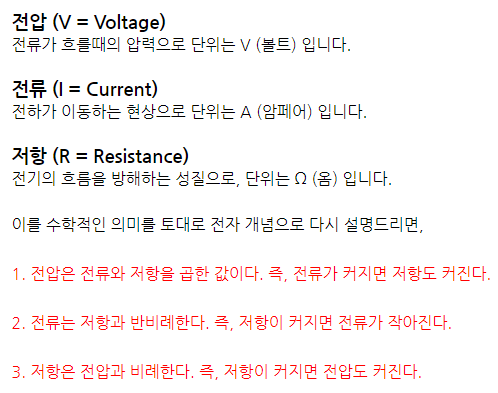 전압 (V = Voltage)
전류가 흐를때의 압력으로 단위는 V (볼트) 입니다.
전류 (I = Current)
전하가 이동하는 현상으로 단위는 A (암페어) 입니다.
저항 (R = Resistance)
전기의 흐름을 방해하는 성질으로, 단위는 Ω (옴) 입니다.
이를 수학적인 의미를 토대로 전자 개념으로 다시 설명드리면,
1. 전압은 전류와 저항을 곱한 값이다. 즉, 전류가 커지면 저항도 커진다.
2. 전류는 저항과 반비례한다. 즉, 저항이 커지면 전류가 작아진다.
3. 저항은 전압과 비례한다. 즉, 저항이 커지면 전압도 커진다.